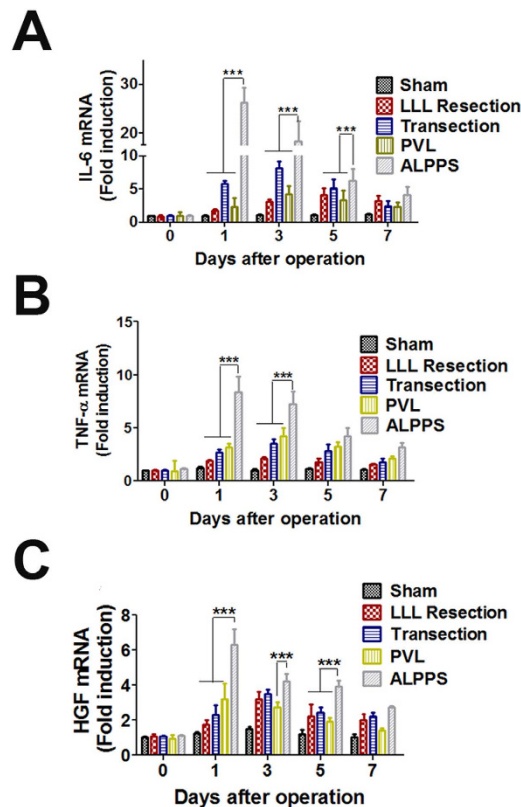 A
IL-6 mRNA
(Fold induction)
30
20
10
5
0
***
***
***
Sham
LLL Resection
Transection
PVL
ALPPS
0 1 3 5 7
Days after operation
B
TNF-α mRNA
(Fold induction)
15
10
5
0
***
***
Sham
LLL Resection
Transection
PVL
ALPPS
0 1 3 5 7
Days after operation
C
HGF mRNA
(Fold induction)
8
6
4
2
0
***
***
***
Sham
LLL Resection
Transection
PVL
ALPPS
0 1 3 5 7
Days after operation